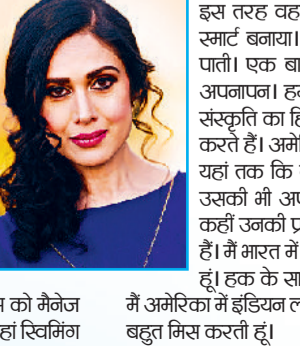 इस तरह वह
स्मार्ट बनाया।
पाती। एक बा
अपनापन। हम
संस्कृति का हि
करते हैं। अमे
यहां तक कि
उसकी भी अप
कहीं उनकी प्र
हैं। मैं भारत में
हूं। हक के सा
मैं अमेरिका में इंडियन ल
बहुत मिस करती हूं।
को मैनेज
हां स्विमिंग